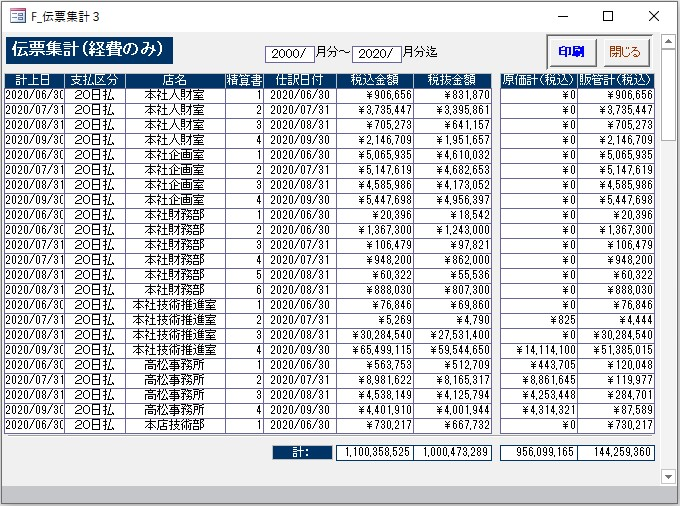 F_伝票集計３
伝票集計(経費のみ)
2000/ 月分～ 2020/ 月分迄
印刷 閉じる
計上日 支払区分 店名 精算書 仕訳日付 税込金額 税抜金額 原価計(税込) 販管計(税込)
2020/06/30 20日払 本社人財室 1 2020/06/30 ¥906,656 ¥831,870 ¥0 ¥906,656
2020/07/31 20日払 本社人財室 2 2020/07/31 ¥3,735,447 ¥3,395,861 ¥0 ¥3,735,447
2020/08/31 20日払 本社人財室 3 2020/08/31 ¥705,273 ¥641,157 ¥0 ¥705,273
2020/09/30 20日払 本社人財室 4 2020/09/30 ¥2,146,709 ¥1,951,657 ¥0 ¥2,146,709
2020/06/30 20日払 本社企画室 1 2020/06/30 ¥5,065,935 ¥4,610,032 ¥0 ¥5,065,935
2020/07/31 20日払 本社企画室 2 2020/07/31 ¥5,147,619 ¥4,682,653 ¥0 ¥5,147,619
2020/08/31 20日払 本社企画室 3 2020/08/31 ¥4,585,986 ¥4,173,052 ¥0 ¥4,585,986
2020/09/30 20日払 本社企画室 4 2020/09/30 ¥5,447,698 ¥4,956,397 ¥0 ¥5,447,698
2020/06/30 20日払 本社財務部 1 2020/06/30 ¥20,396 ¥18,542 ¥0 ¥20,396
2020/06/30 20日払 本社財務部 2 2020/06/30 ¥1,367,300 ¥1,243,000 ¥0 ¥1,367,300
2020/07/31 20日払 本社財務部 3 2020/07/31 ¥106,479 ¥97,821 ¥0 ¥106,479
2020/07/31 20日払 本社財務部 4 2020/07/31 ¥948,200 ¥862,000 ¥0 ¥948,200
2020/08/31 20日払 本社財務部 5 2020/08/31 ¥60,322 ¥55,536 ¥0 ¥60,322
2020/08/31 20日払 本社財務部 6 2020/08/31 ¥888,030 ¥807,300 ¥0 ¥888,030
2020/06/30 20日払 本社技術推進室 1 2020/06/30 ¥76,846 ¥69,860 ¥0 ¥76,846
2020/07/31 20日払 本社技術推進室 2 2020/07/31 ¥5,269 ¥4,790 ¥825 ¥4,444
2020/08/31 20日払 本社技術推進室 3 2020/08/31 ¥30,284,540 ¥27,531,400 ¥0 ¥30,284,540
2020/09/30 20日払 本社技術推進室 4 2020/09/30 ¥65,499,115 ¥59,544,650 ¥14,114,100 ¥51,385,015
2020/06/30 20日払 高松事務所 1 2020/06/30 ¥563,753 ¥512,709 ¥443,705 ¥120,048
2020/07/31 20日払 高松事務所 2 2020/07/31 ¥8,981,622 ¥8,165,317 ¥8,861,645 ¥119,977
2020/08/31 20日払 高松事務所 3 2020/08/31 ¥4,538,149 ¥4,125,794 ¥4,253,448 ¥284,701
2020/09/30 20日払 高松事務所 4 2020/09/30 ¥4,401,910 ¥4,001,944 ¥4,314,321 ¥87,589
2020/06/30 20日払 本店技術部 1 2020/06/30 ¥730,217 ¥667,732 ¥0 ¥730,217
計: 1,100,358,525 1,000,473,289 956,099,165 144,259,360